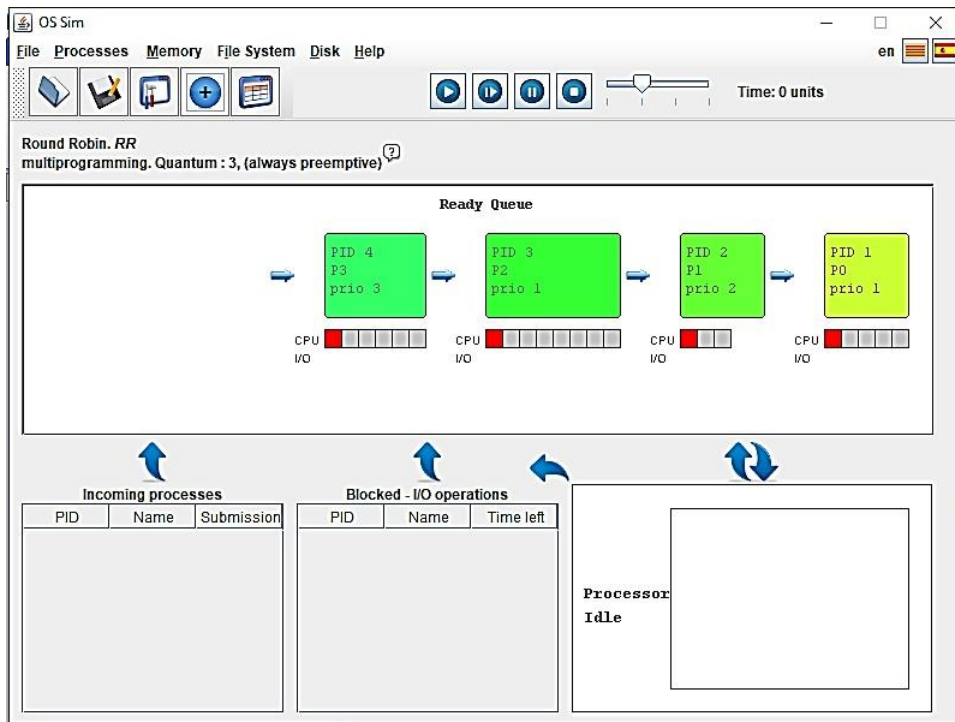 OS Sim
File Processes Memory File System Disk Help en
Time: 0 units
Round Robin. RR
multiprogramming. Quantum : 3, (always preemptive) ?
Ready Queue
PID 4 PID 3 PID 2 PID 1
P3 P2 P1 P0
prio 3 prio 1 prio 2 prio 1
CPU CPU CPU CPU
I/O I/O I/O I/O
Incoming processes Blocked - I/O operations
PID Name Submission PID Name Time left
Processor
Idle